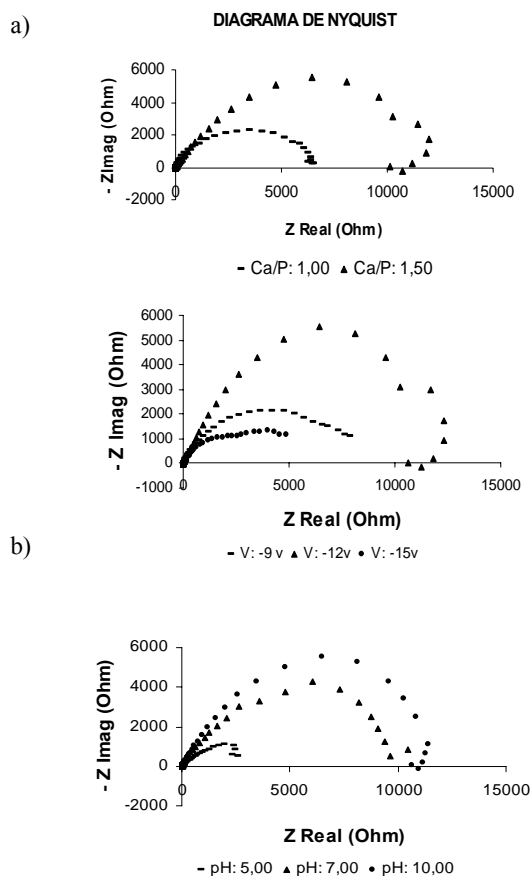 a)
DIAGRAMA DE NYQUIST
- ZImag (Ohm)
6000
4000
2000
0
-2000
0 5000 10000 15000
Z Real (Ohm)
Ca/P: 1,00 Ca/P: 1,50
- Z Imag (Ohm)
6000
5000
4000
3000
2000
1000
0
-1000
0 5000 10000 15000
Z Real (Ohm)
V: -9 v V: -12v V: -15v
b)
- Z Imag (Ohm)
6000
4000
2000
0
-2000
0 5000 10000 15000
Z Real (Ohm)
pH: 5,00 pH: 7,00 pH: 10,00